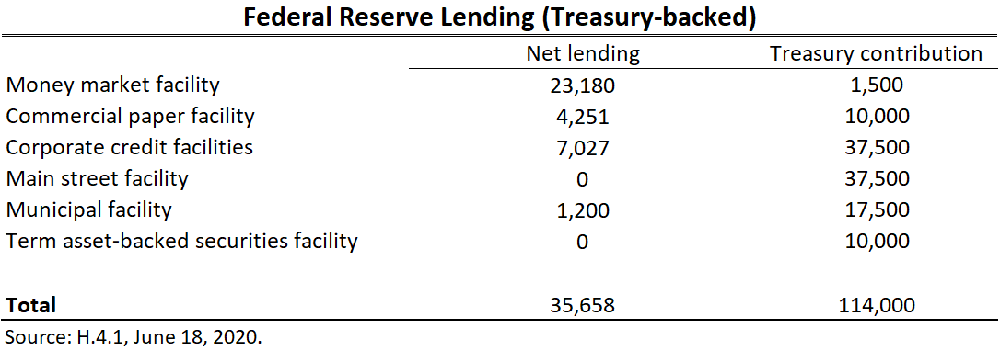 Federal Reserve Lending (Treasury-backed)
Net lending Treasury contribution
Money market facility 23,180 1,500
Commercial paper facility 4,251 10,000
Corporate credit facilities 7,027 37,500
Main street facility 0 37,500
Municipal facility 1,200 17,500
Term asset-backed securities facility 0 10,000
Total 35,658 114,000
Source: H.4.1, June 18, 2020.